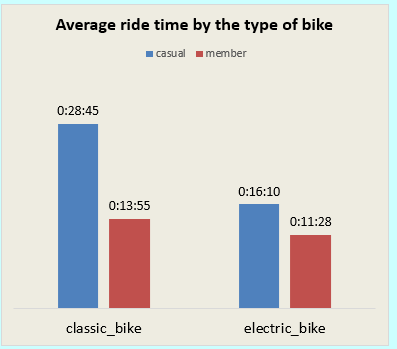 Average ride time by the type of bike
casual member
0:28:45
0:13:55
0:16:10
0:11:28
classic_bike electric_bike